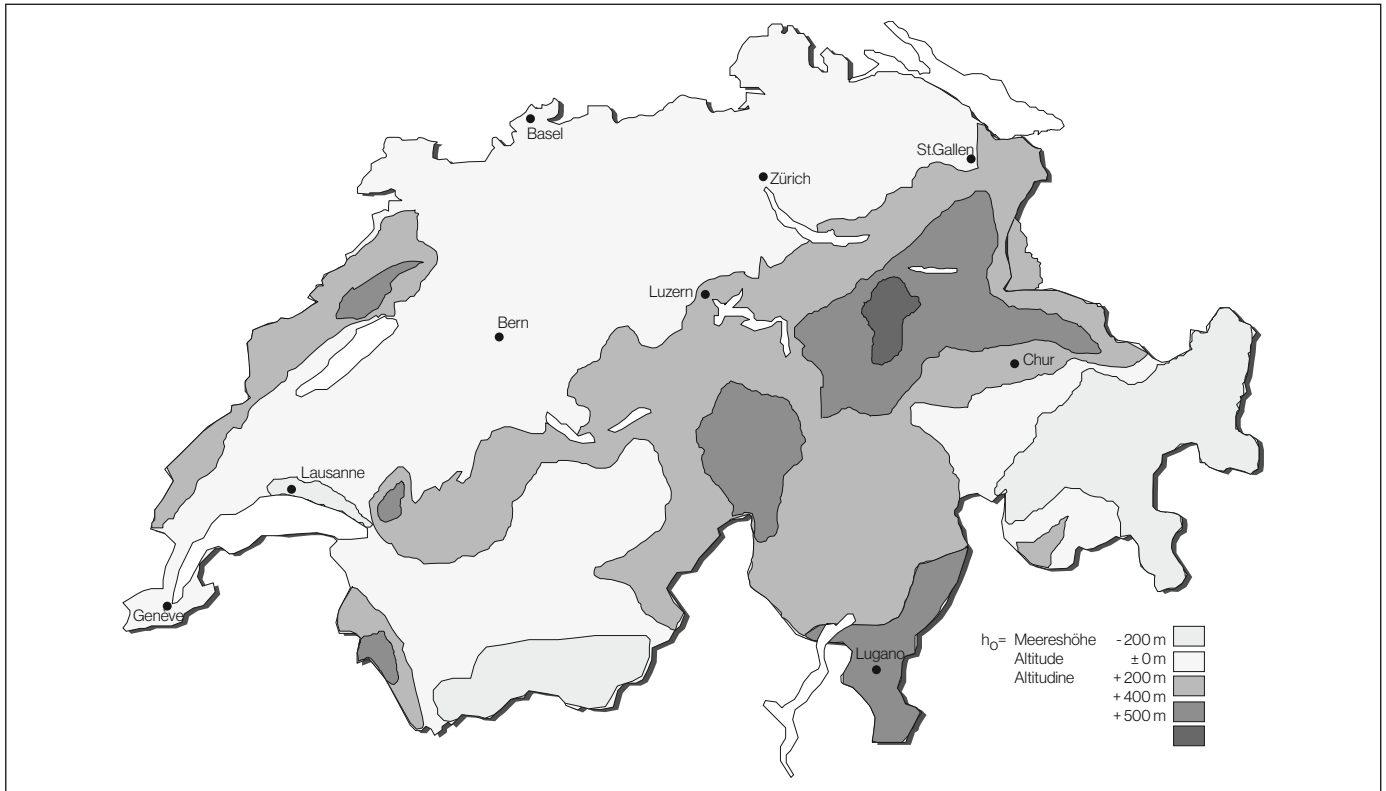 Basel
St.Gallen
Zürich
Luzern
Bern
Chur
Lausanne
Genève
Lugano
h₀= Meereshöhe -200 m
Altitude ±0 m
Altitudine +200 m
+400 m
+500 m